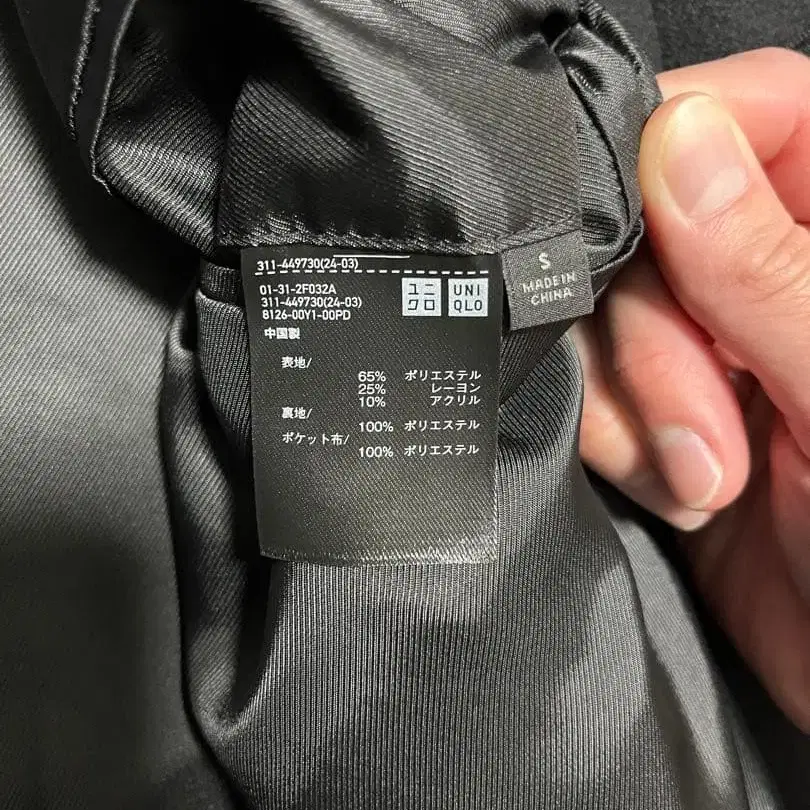 311-449730(24-03)
01-31-2F032A
311-449730(24-03)
8126-00Y1-00PD
中国製
ユニ
クロ
UNI
QLO
表地/
65% ポリエステル
25% レーヨン
10% アクリル
裏地/
100% ポリエステル
ポケット布/
100% ポリエステル
S
MADE IN
CHINA